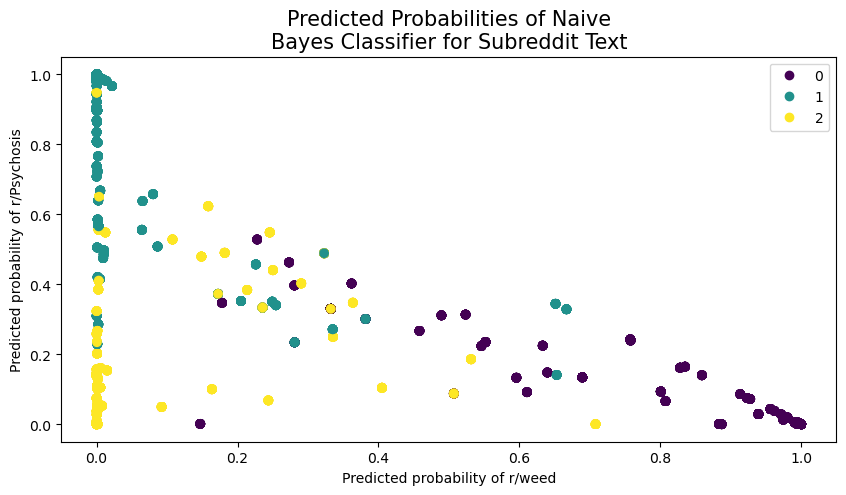 Predicted Probabilities of Naive
Bayes Classifier for Subreddit Text
1.0
0.8
0.6
0.4
0.2
0.0
Predicted probability of r/Psychosis
0
1
2
0.0 0.2 0.4 0.6 0.8 1.0
Predicted probability of r/weed